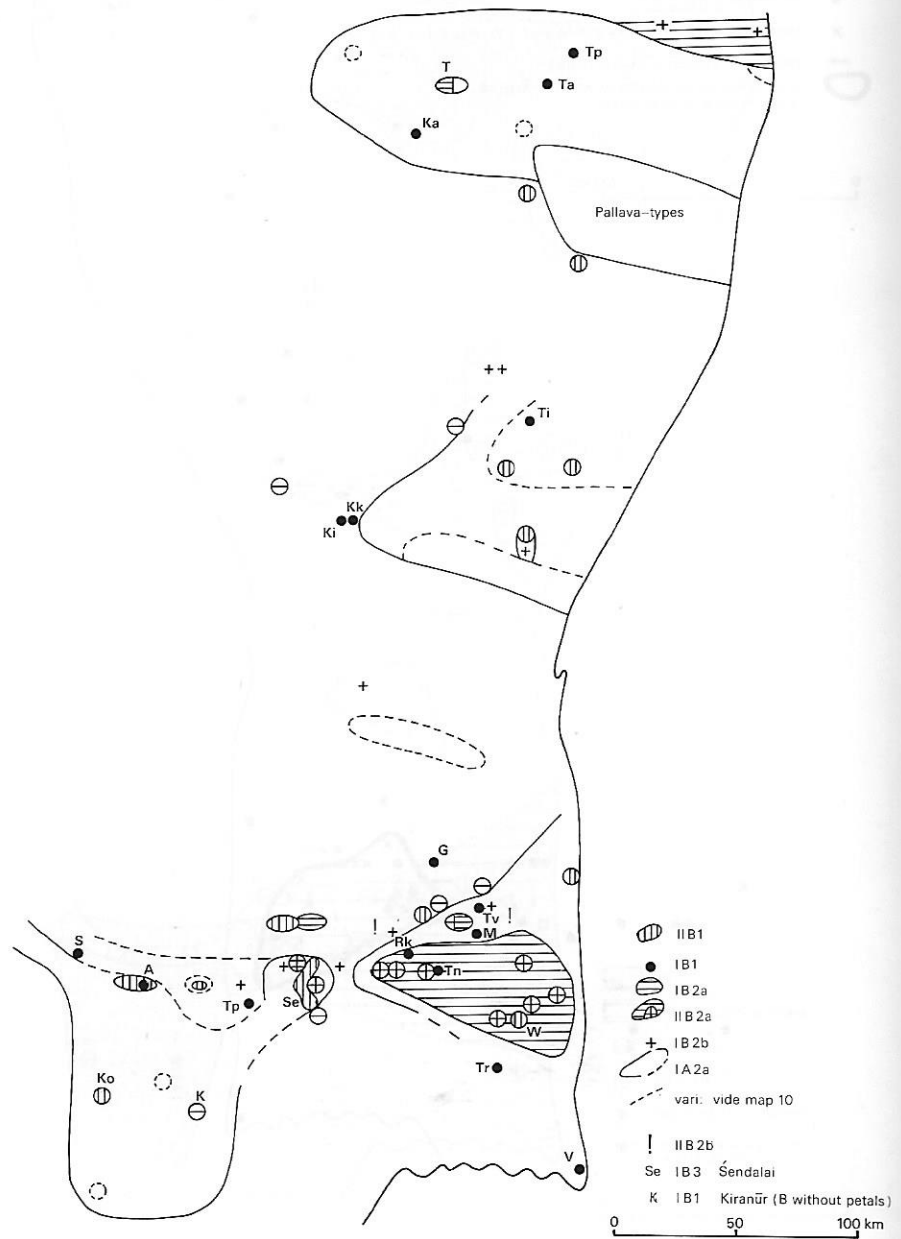 T
Tp
Ta
Ka
Pallava-types
Ti
Kk
Ki
G
Tv
M
Rk
S
A
Tn
Tp
Se
W
Tr
Ko
K
V
II B1
I B1
I B2a
II B2a
I B2b
I A 2a
vari: vide map 10
! II B 2b
Se I B3 Śendalai
K I B1 Kiranūr (B without petals)
0 50 100 km